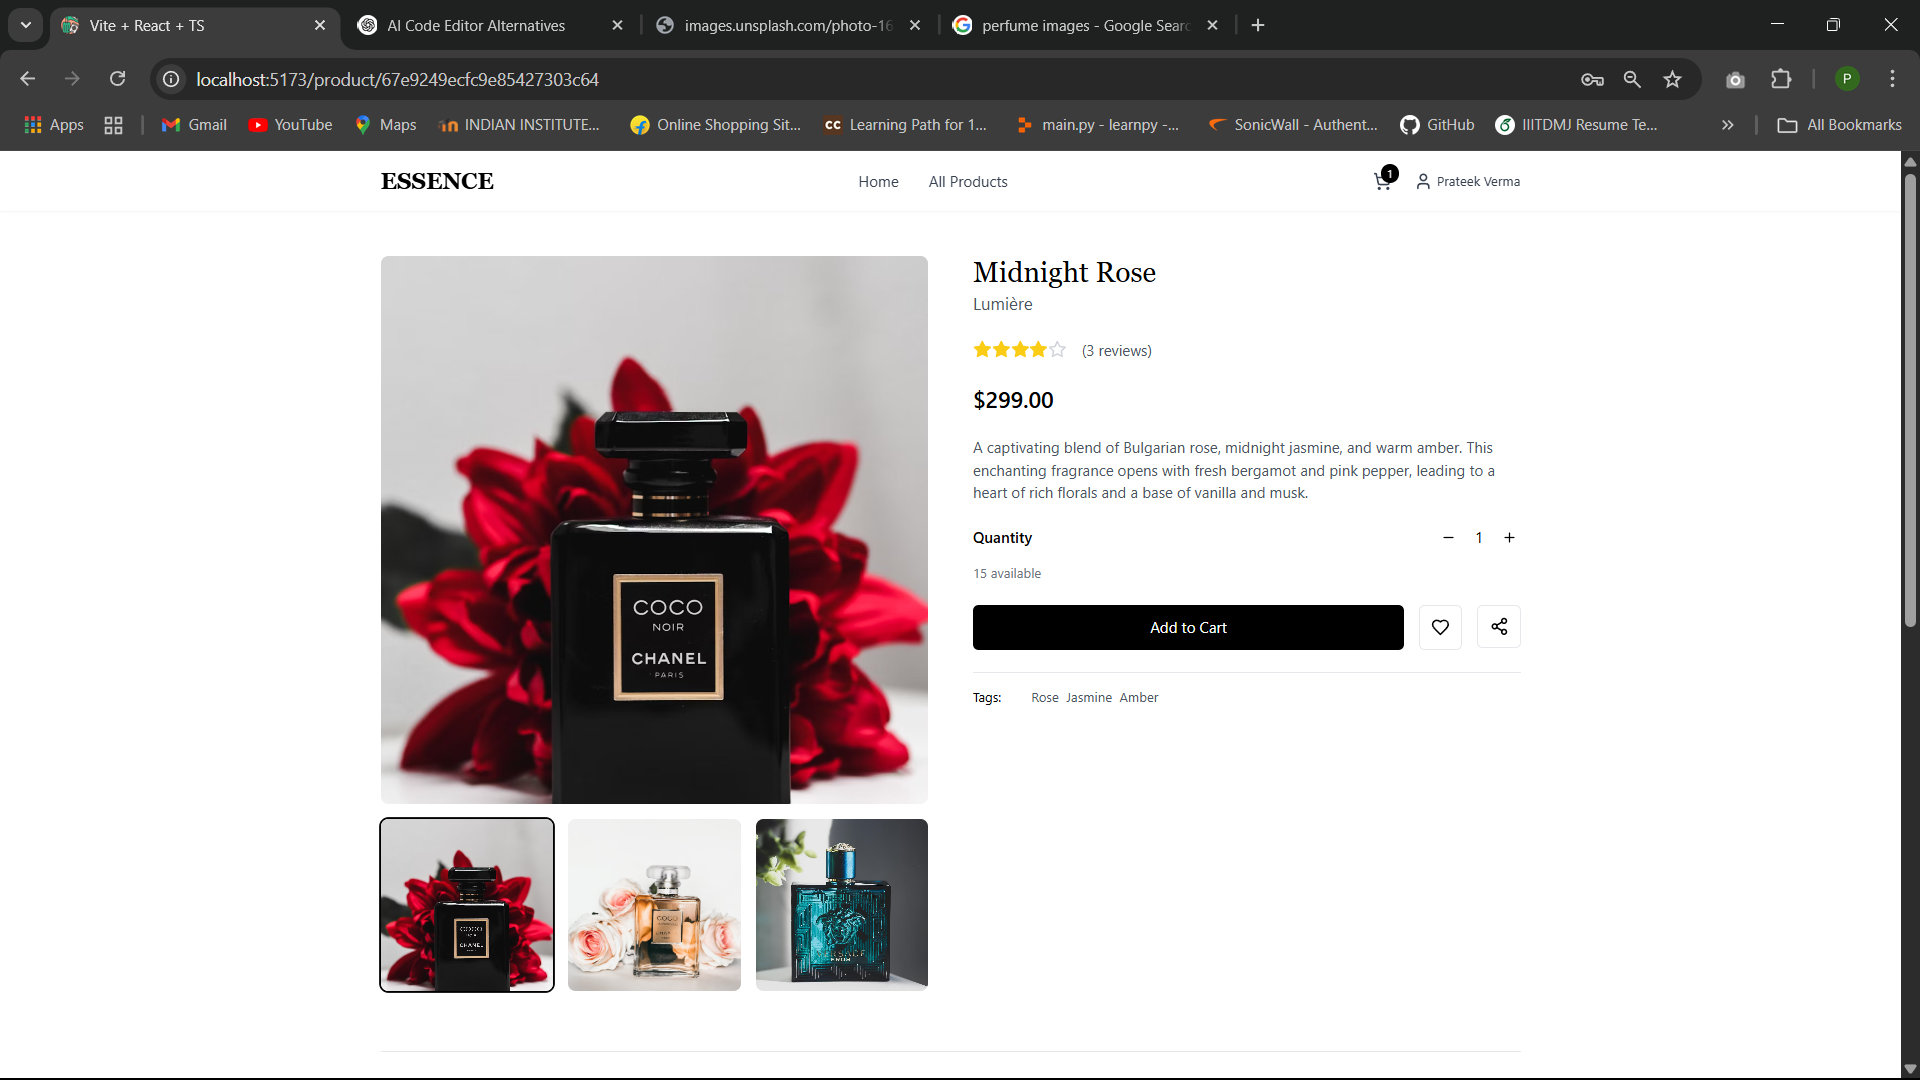 Vite + React + TS
AI Code Editor Alternatives
images.unsplash.com/photo-16
perfume images - Google Searc
localhost:5173/product/67e9249ecfc9e85427303c64
P
Apps
Gmail
YouTube
Maps
INDIAN INSTITUTE...
Online Shopping Sit...
CC Learning Path for 1...
main.py - learnpy -...
SonicWall - Authent...
GitHub
IIITDMJ Resume Te...
All Bookmarks
ESSENCE
Home
All Products
1
Prateek Verma
Midnight Rose
Lumière
(3 reviews)
$299.00
A captivating blend of Bulgarian rose, midnight jasmine, and warm amber. This
enchanting fragrance opens with fresh bergamot and pink pepper, leading to a
heart of rich florals and a base of vanilla and musk.
Quantity
− 1 +
15 available
Add to Cart
Tags: Rose Jasmine Amber
COCO
NOIR
CHANEL
PARIS
COCO
NOIR
CHANEL
COCO